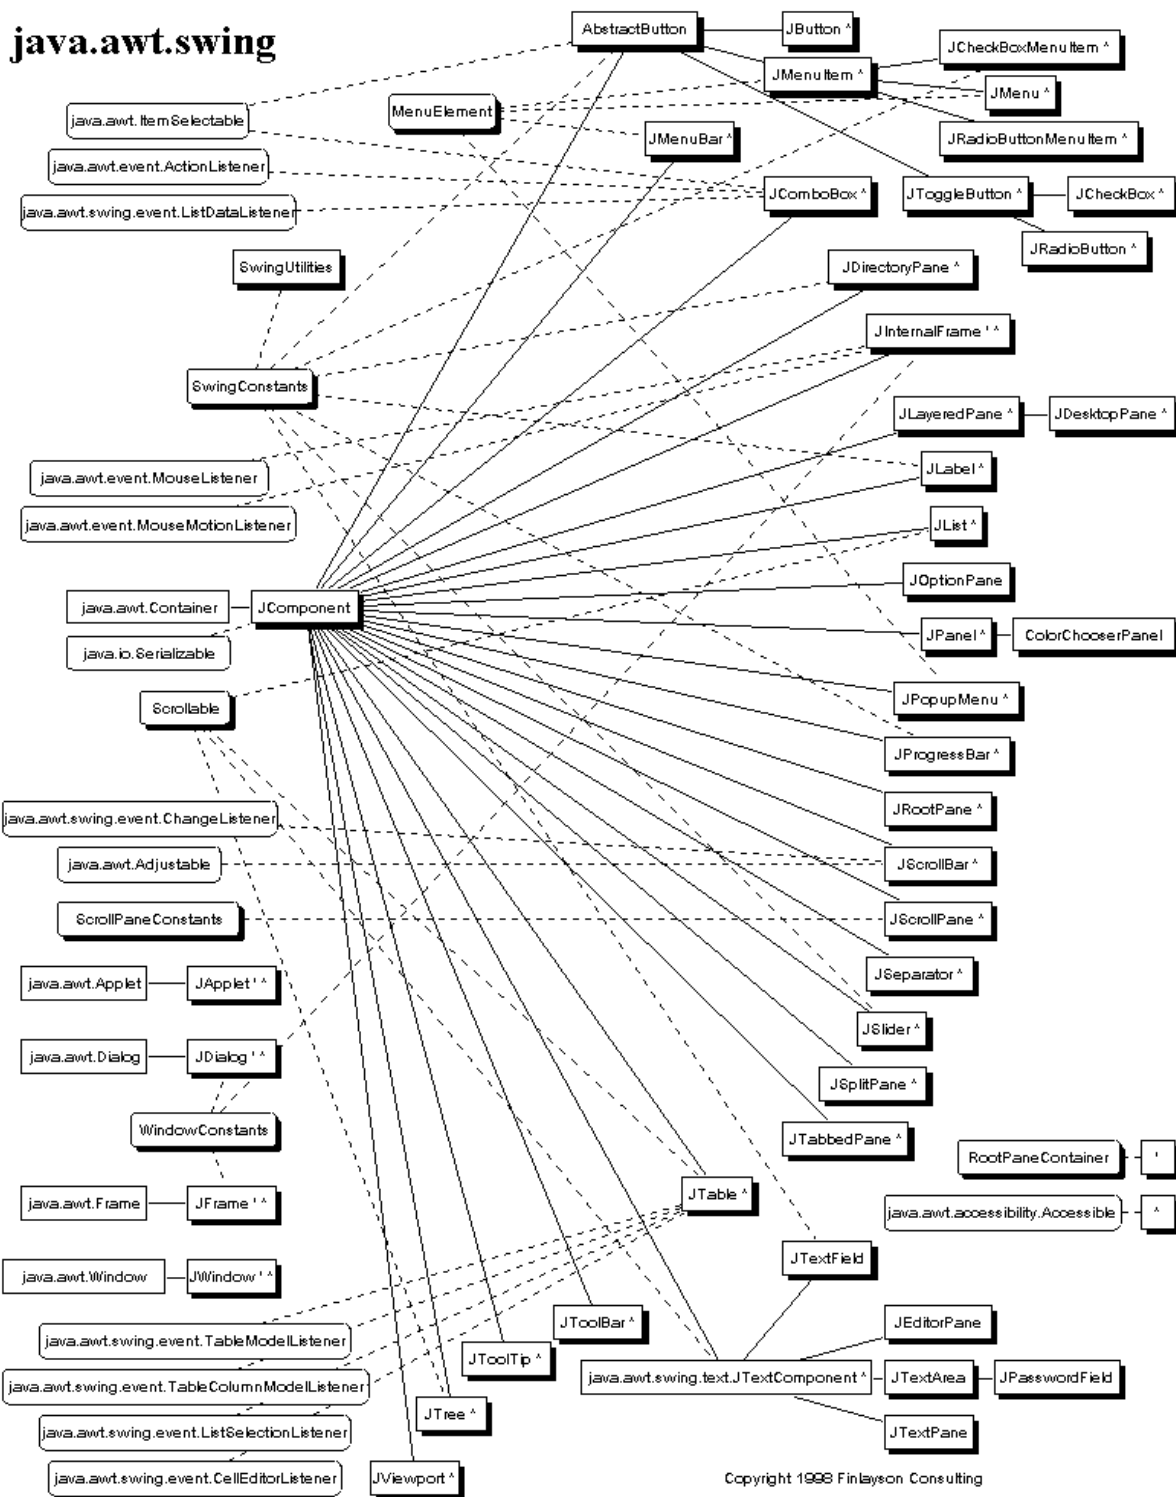 java.awt.swing
AbstractButton
JButton ^
JCheckBoxMenuItem ^
JMenuItem ^
JMenu ^
MenuElement
java.awt.ItemSelectable
JMenuBar ^
JRadioButtonMenuItem ^
java.awt.event.ActionListener
JComboBox ^
JToggleButton ^
JCheckBox ^
java.awt.swing.event.ListDataListener
JRadioButton ^
SwingUtilities
JDirectoryPane ^
JInternalFrame ' ^
SwingConstants
JLayeredPane ^
JDesktopPane ^
java.awt.event.MouseListener
JLabel ^
java.awt.event.MouseMotionListener
JList ^
JOptionPane
java.awt.Container
JComponent
JPanel ^
ColorChooserPanel
java.io.Serializable
Scrollable
JPopupMenu ^
JProgressBar ^
java.awt.swing.event.ChangeListener
JRootPane ^
java.awt.Adjustable
JScrollBar ^
ScrollPaneConstants
JScrollPane ^
java.awt.Applet
JApplet ' ^
JSeparator ^
JSlider ^
java.awt.Dialog
JDialog ' ^
JSplitPane ^
WindowConstants
JTabbedPane ^
RootPaneContainer
'
java.awt.Frame
JFrame ' ^
JTable ^
java.awt.accessibility.Accessible
^
JTextField
java.awt.Window
JWindow ' ^
JToolBar ^
JEditorPane
java.awt.swing.event.TableModelListener
JToolTip ^
java.awt.swing.text.JTextComponent ^
JTextArea
JPasswordField
java.awt.swing.event.TableColumnModelListener
JTree ^
java.awt.swing.event.ListSelectionListener
JTextPane
java.awt.swing.event.CellEditorListener
JViewport ^
Copyright 1998 Finlayson Consulting